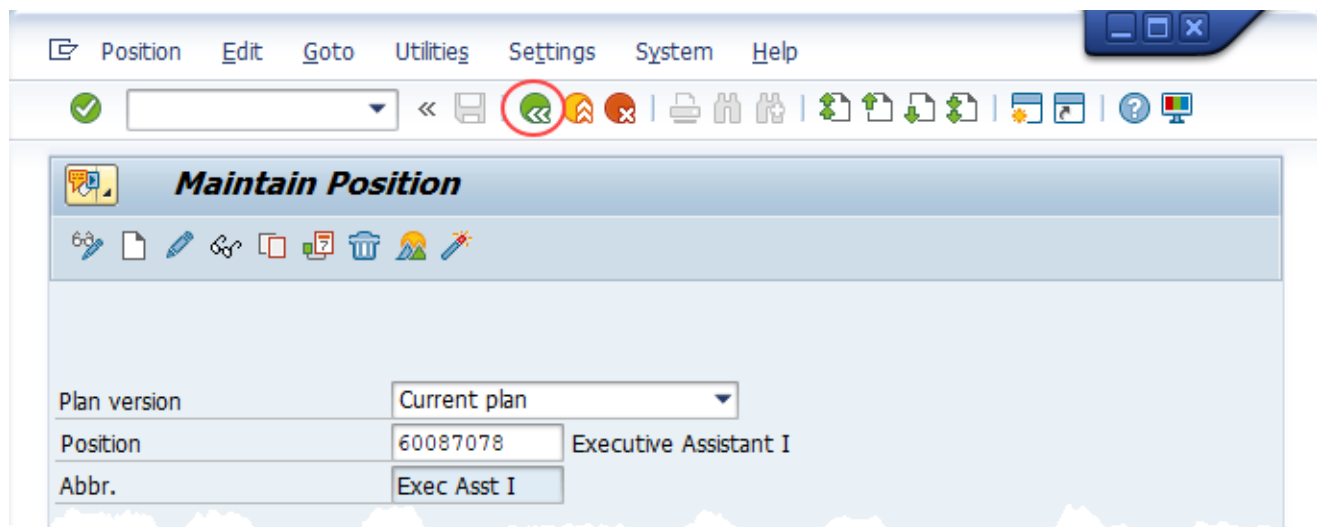 Position Edit Goto Utilities Settings System Help
Maintain Position
Plan version Current plan
Position 60087078 Executive Assistant I
Abbr. Exec Asst I